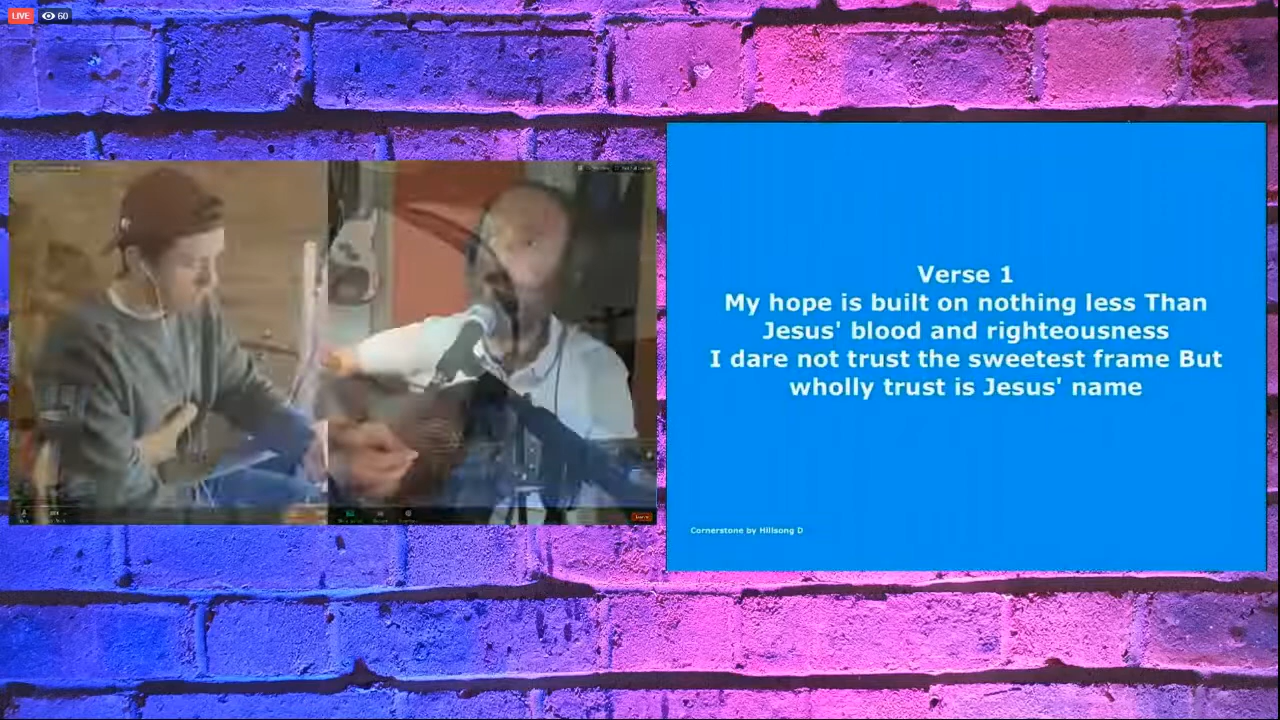 LIVE 60
Verse 1
My hope is built on nothing less Than
Jesus' blood and righteousness
I dare not trust the sweetest frame But
wholly trust is Jesus' name
Cornerstone by Hillsong D